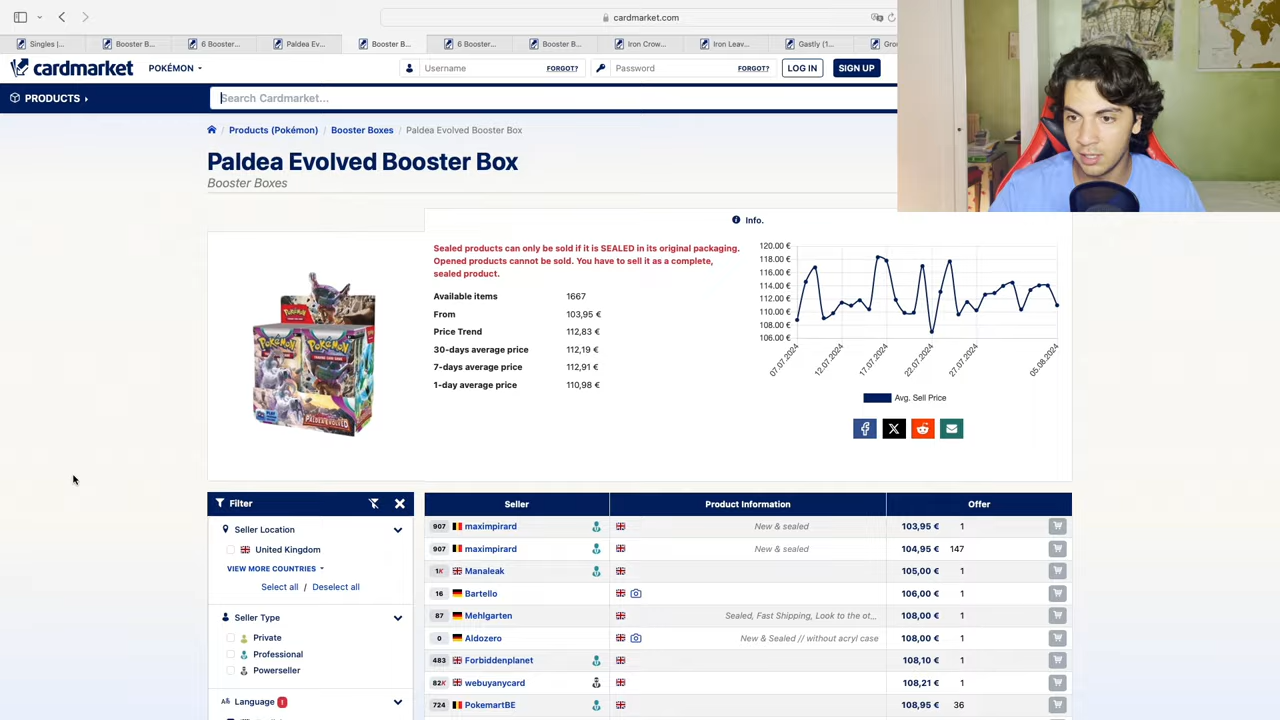 cardmarket.com
Singles |...
Booster B...
6 Booster...
Paldea Ev...
Booster B...
6 Booster...
Booster B...
Iron Crow...
Iron Leav...
Gastly (1...
cardmarket
POKÉMON
Username
FORGOT?
Password
FORGOT?
LOG IN
SIGN UP
PRODUCTS
Search Cardmarket...
Products (Pokémon) / Booster Boxes / Paldea Evolved Booster Box
Paldea Evolved Booster Box
Booster Boxes
Info.
Sealed products can only be sold if it is SEALED in its original packaging.
Opened products cannot be sold. You have to sell it as a complete,
sealed product.
Available items 1667
From 103,95 €
Price Trend 112,83 €
30-days average price 112,19 €
7-days average price 112,91 €
1-day average price 110,98 €
120.00 €
118.00 €
116.00 €
114.00 €
112.00 €
110.00 €
108.00 €
106.00 €
07.07.2024
12.07.2024
17.07.2024
22.07.2024
27.07.2024
05.08.2024
Avg. Sell Price
Pokémon
Pokémon
Pokémon
Filter
Seller Location
United Kingdom
VIEW MORE COUNTRIES
Select all / Deselect all
Seller Type
Private
Professional
Powerseller
Language
Seller Product Information Offer
907 maximpirard New & sealed 103,95 € 1
907 maximpirard New & sealed 104,95 € 147
1K Manaleak 105,00 € 1
16 Bartello 106,00 € 1
87 Mehlgarten Sealed, Fast Shipping, Look to the ot... 108,00 € 1
0 Aldozero New & Sealed // without acryl case 108,00 € 1
483 Forbiddenplanet 108,10 € 1
82K webuyanycard 108,21 € 1
724 PokemartBE 108,95 € 36